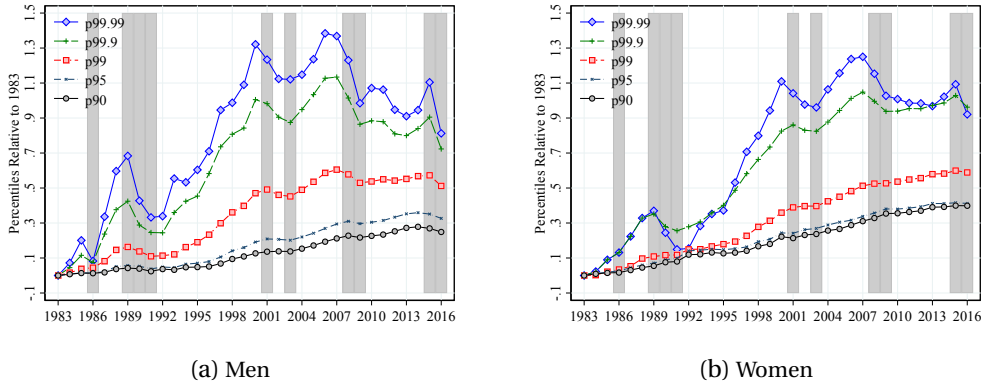 Percentiles Relative to 1983
1.5
1.3
1.1
.9
.7
.5
.3
.1
-.1
p99.99
p99.9
p99
p95
p90
1983 1986 1989 1992 1995 1998 2001 2004 2007 2010 2013 2016
(a) Men
Percentiles Relative to 1983
1.5
1.3
1.1
.9
.7
.5
.3
.1
-.1
p99.99
p99.9
p99
p95
p90
1983 1986 1989 1992 1995 1998 2001 2004 2007 2010 2013 2016
(b) Women